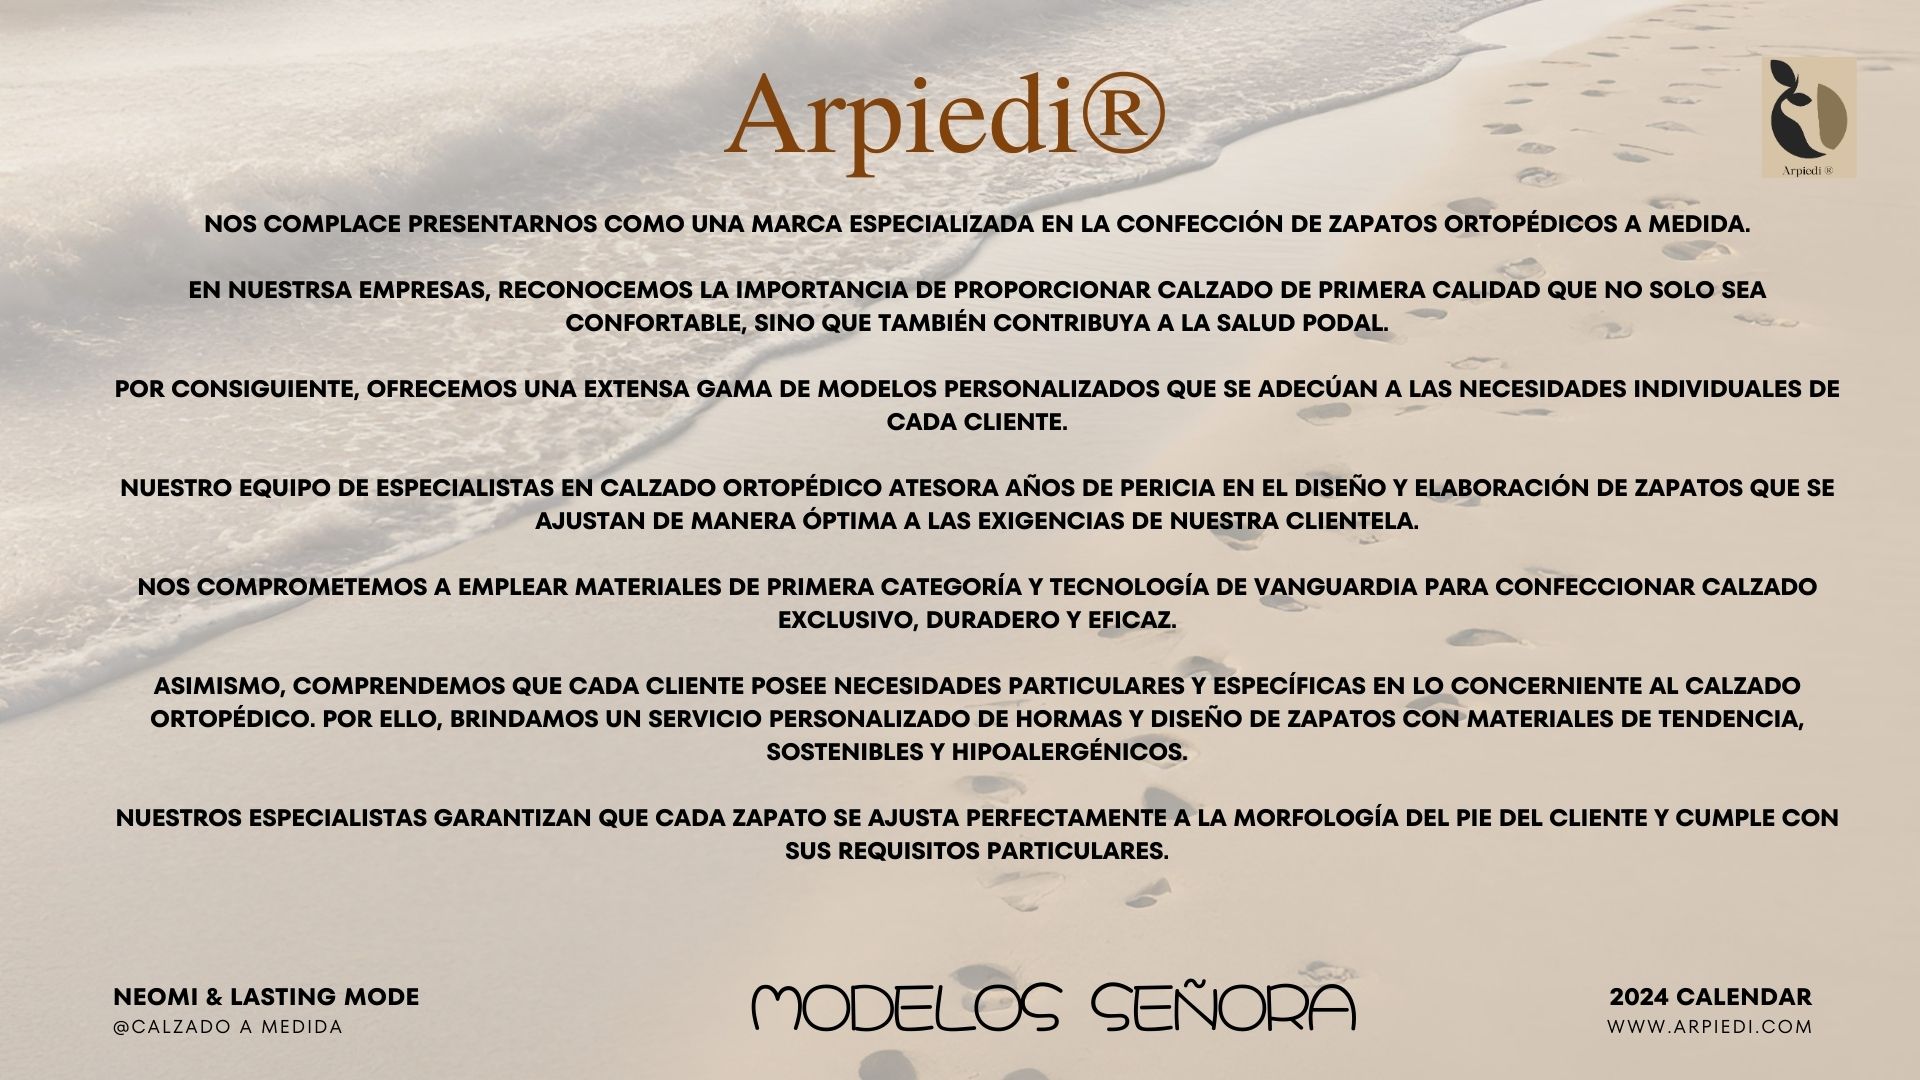 Arpiedi®
Arpiedi ®
NOS COMPLACE PRESENTARNOS COMO UNA MARCA ESPECIALIZADA EN LA CONFECCIÓN DE ZAPATOS ORTOPÉDICOS A MEDIDA.
EN NUESTRSA EMPRESAS, RECONOCEMOS LA IMPORTANCIA DE PROPORCIONAR CALZADO DE PRIMERA CALIDAD QUE NO SOLO SEA
CONFORTABLE, SINO QUE TAMBIÉN CONTRIBUYA A LA SALUD PODAL.
POR CONSIGUIENTE, OFRECEMOS UNA EXTENSA GAMA DE MODELOS PERSONALIZADOS QUE SE ADECÚAN A LAS NECESIDADES INDIVIDUALES DE
CADA CLIENTE.
NUESTRO EQUIPO DE ESPECIALISTAS EN CALZADO ORTOPÉDICO ATESORA AÑOS DE PERICIA EN EL DISEÑO Y ELABORACIÓN DE ZAPATOS QUE SE
AJUSTAN DE MANERA ÓPTIMA A LAS EXIGENCIAS DE NUESTRA CLIENTELA.
NOS COMPROMETEMOS A EMPLEAR MATERIALES DE PRIMERA CATEGORÍA Y TECNOLOGÍA DE VANGUARDIA PARA CONFECCIONAR CALZADO
EXCLUSIVO, DURADERO Y EFICAZ.
ASIMISMO, COMPRENDEMOS QUE CADA CLIENTE POSEE NECESIDADES PARTICULARES Y ESPECÍFICAS EN LO CONCERNIENTE AL CALZADO
ORTOPÉDICO. POR ELLO, BRINDAMOS UN SERVICIO PERSONALIZADO DE HORMAS Y DISEÑO DE ZAPATOS CON MATERIALES DE TENDENCIA,
SOSTENIBLES Y HIPOALERGÉNICOS.
NUESTROS ESPECIALISTAS GARANTIZAN QUE CADA ZAPATO SE AJUSTA PERFECTAMENTE A LA MORFOLOGÍA DEL PIE DEL CLIENTE Y CUMPLE CON
SUS REQUISITOS PARTICULARES.
NEOMI & LASTING MODE
@CALZADO A MEDIDA
MODELOS SEÑORA
2024 CALENDAR
WWW.ARPIEDI.COM